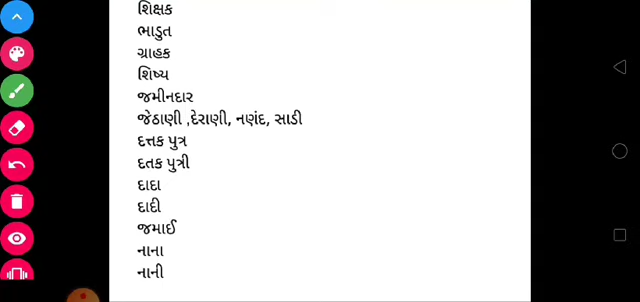 શિક્ષક
ભાડુત
ગ્રાહક
શિષ્ય
જમીનદાર
જેઠાણી ,દેરાણી, નણંદ, સાડી
દત્તક પુત્ર
દતક પુત્રી
દાદા
દાદી
જમાઈ
નાના
નાની